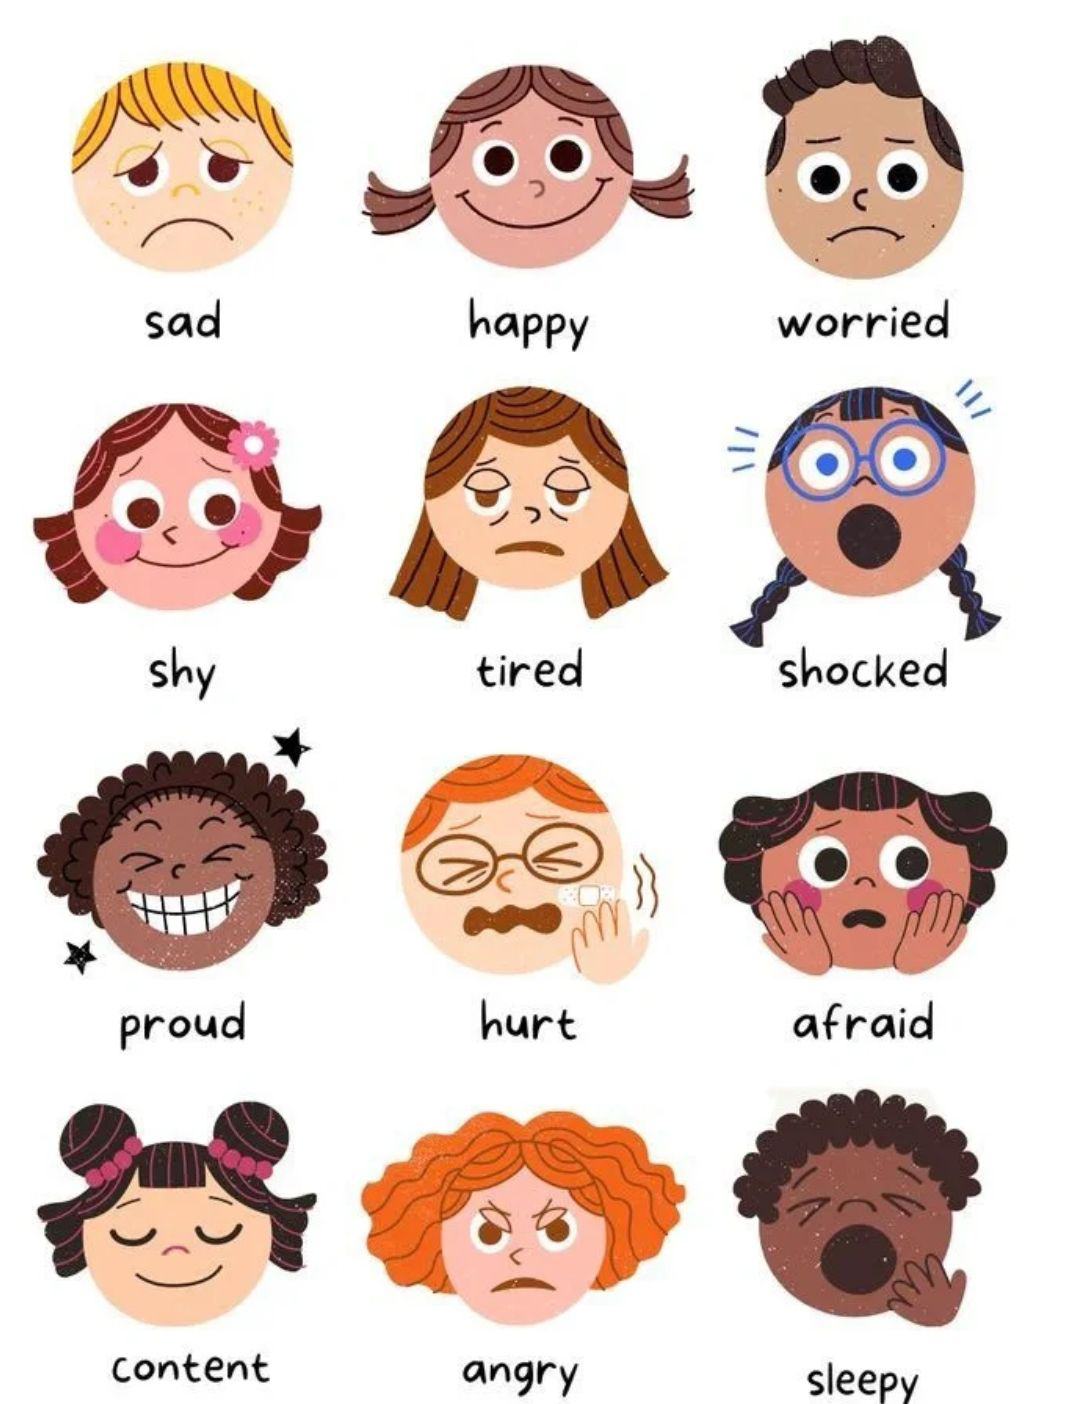 sad
happy
worried
shy
tired
shocked
proud
hurt
afraid
content
angry
sleepy